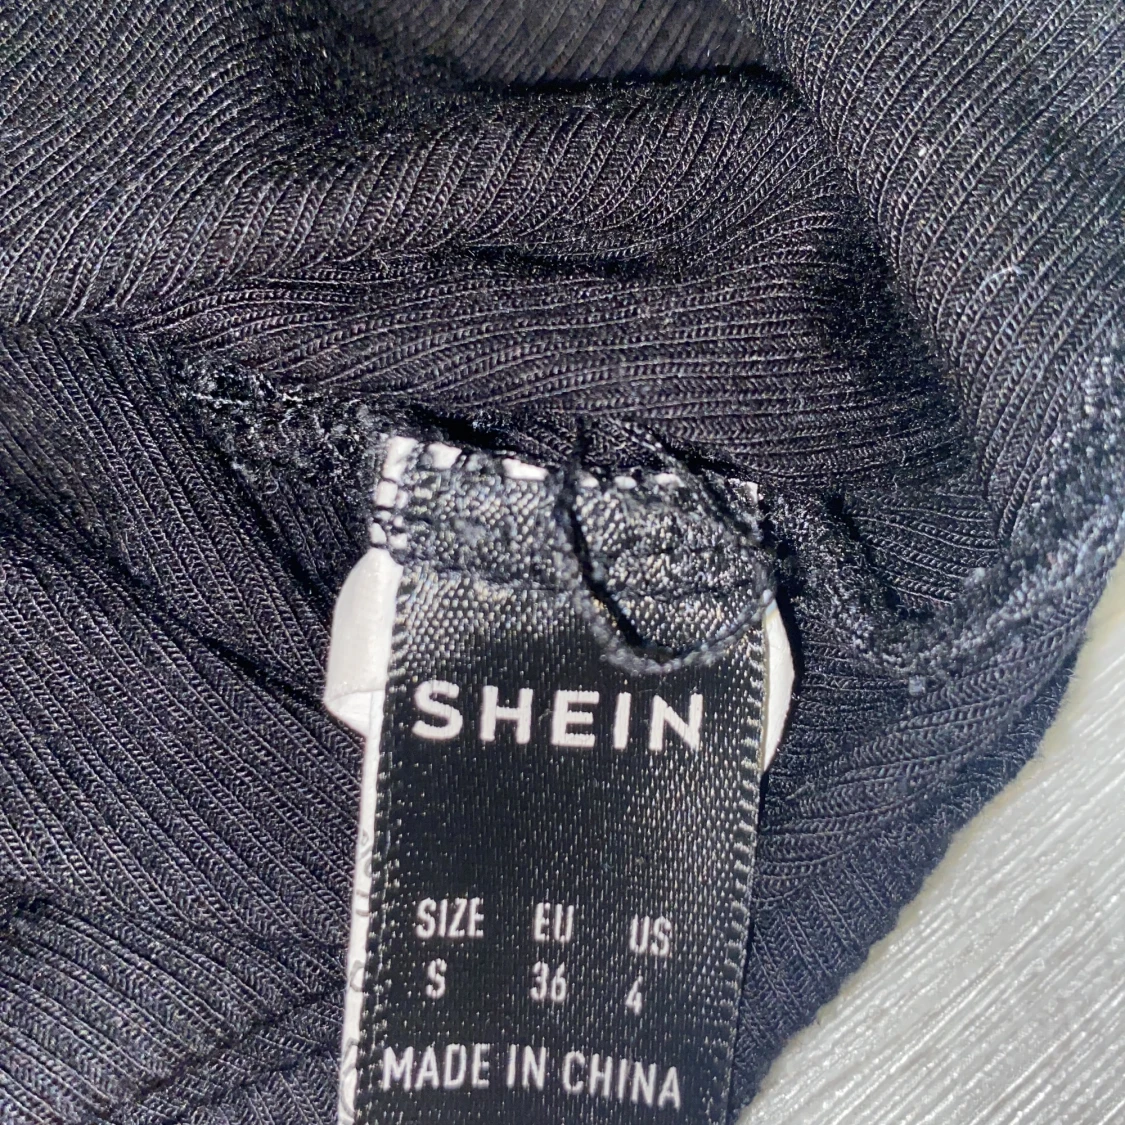 SHEIN
SIZE EU US
S 36 4
MADE IN CHINA